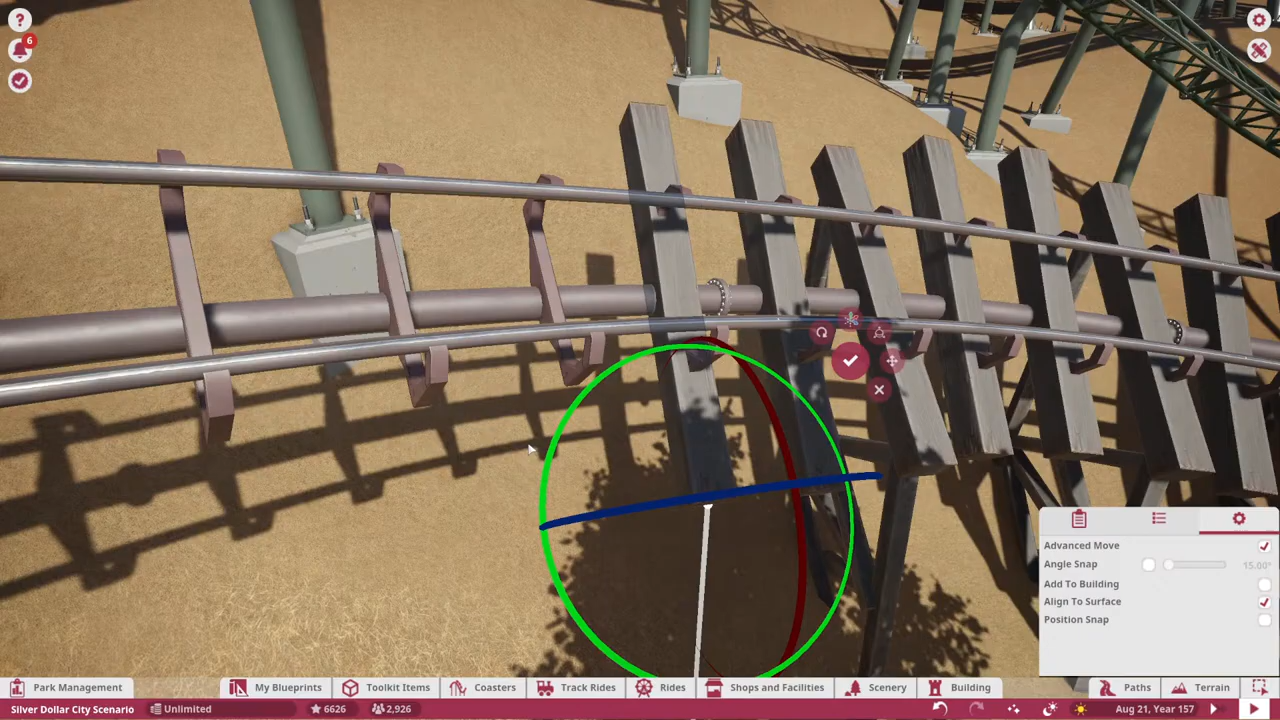 ?
6
Advanced Move
Angle Snap 15.00°
Add To Building
Align To Surface
Position Snap
Park Management My Blueprints Toolkit Items Coasters Track Rides Rides Shops and Facilities Scenery Building Paths Terrain
Silver Dollar City Scenario Unlimited 6626 2,926 Aug 21, Year 157